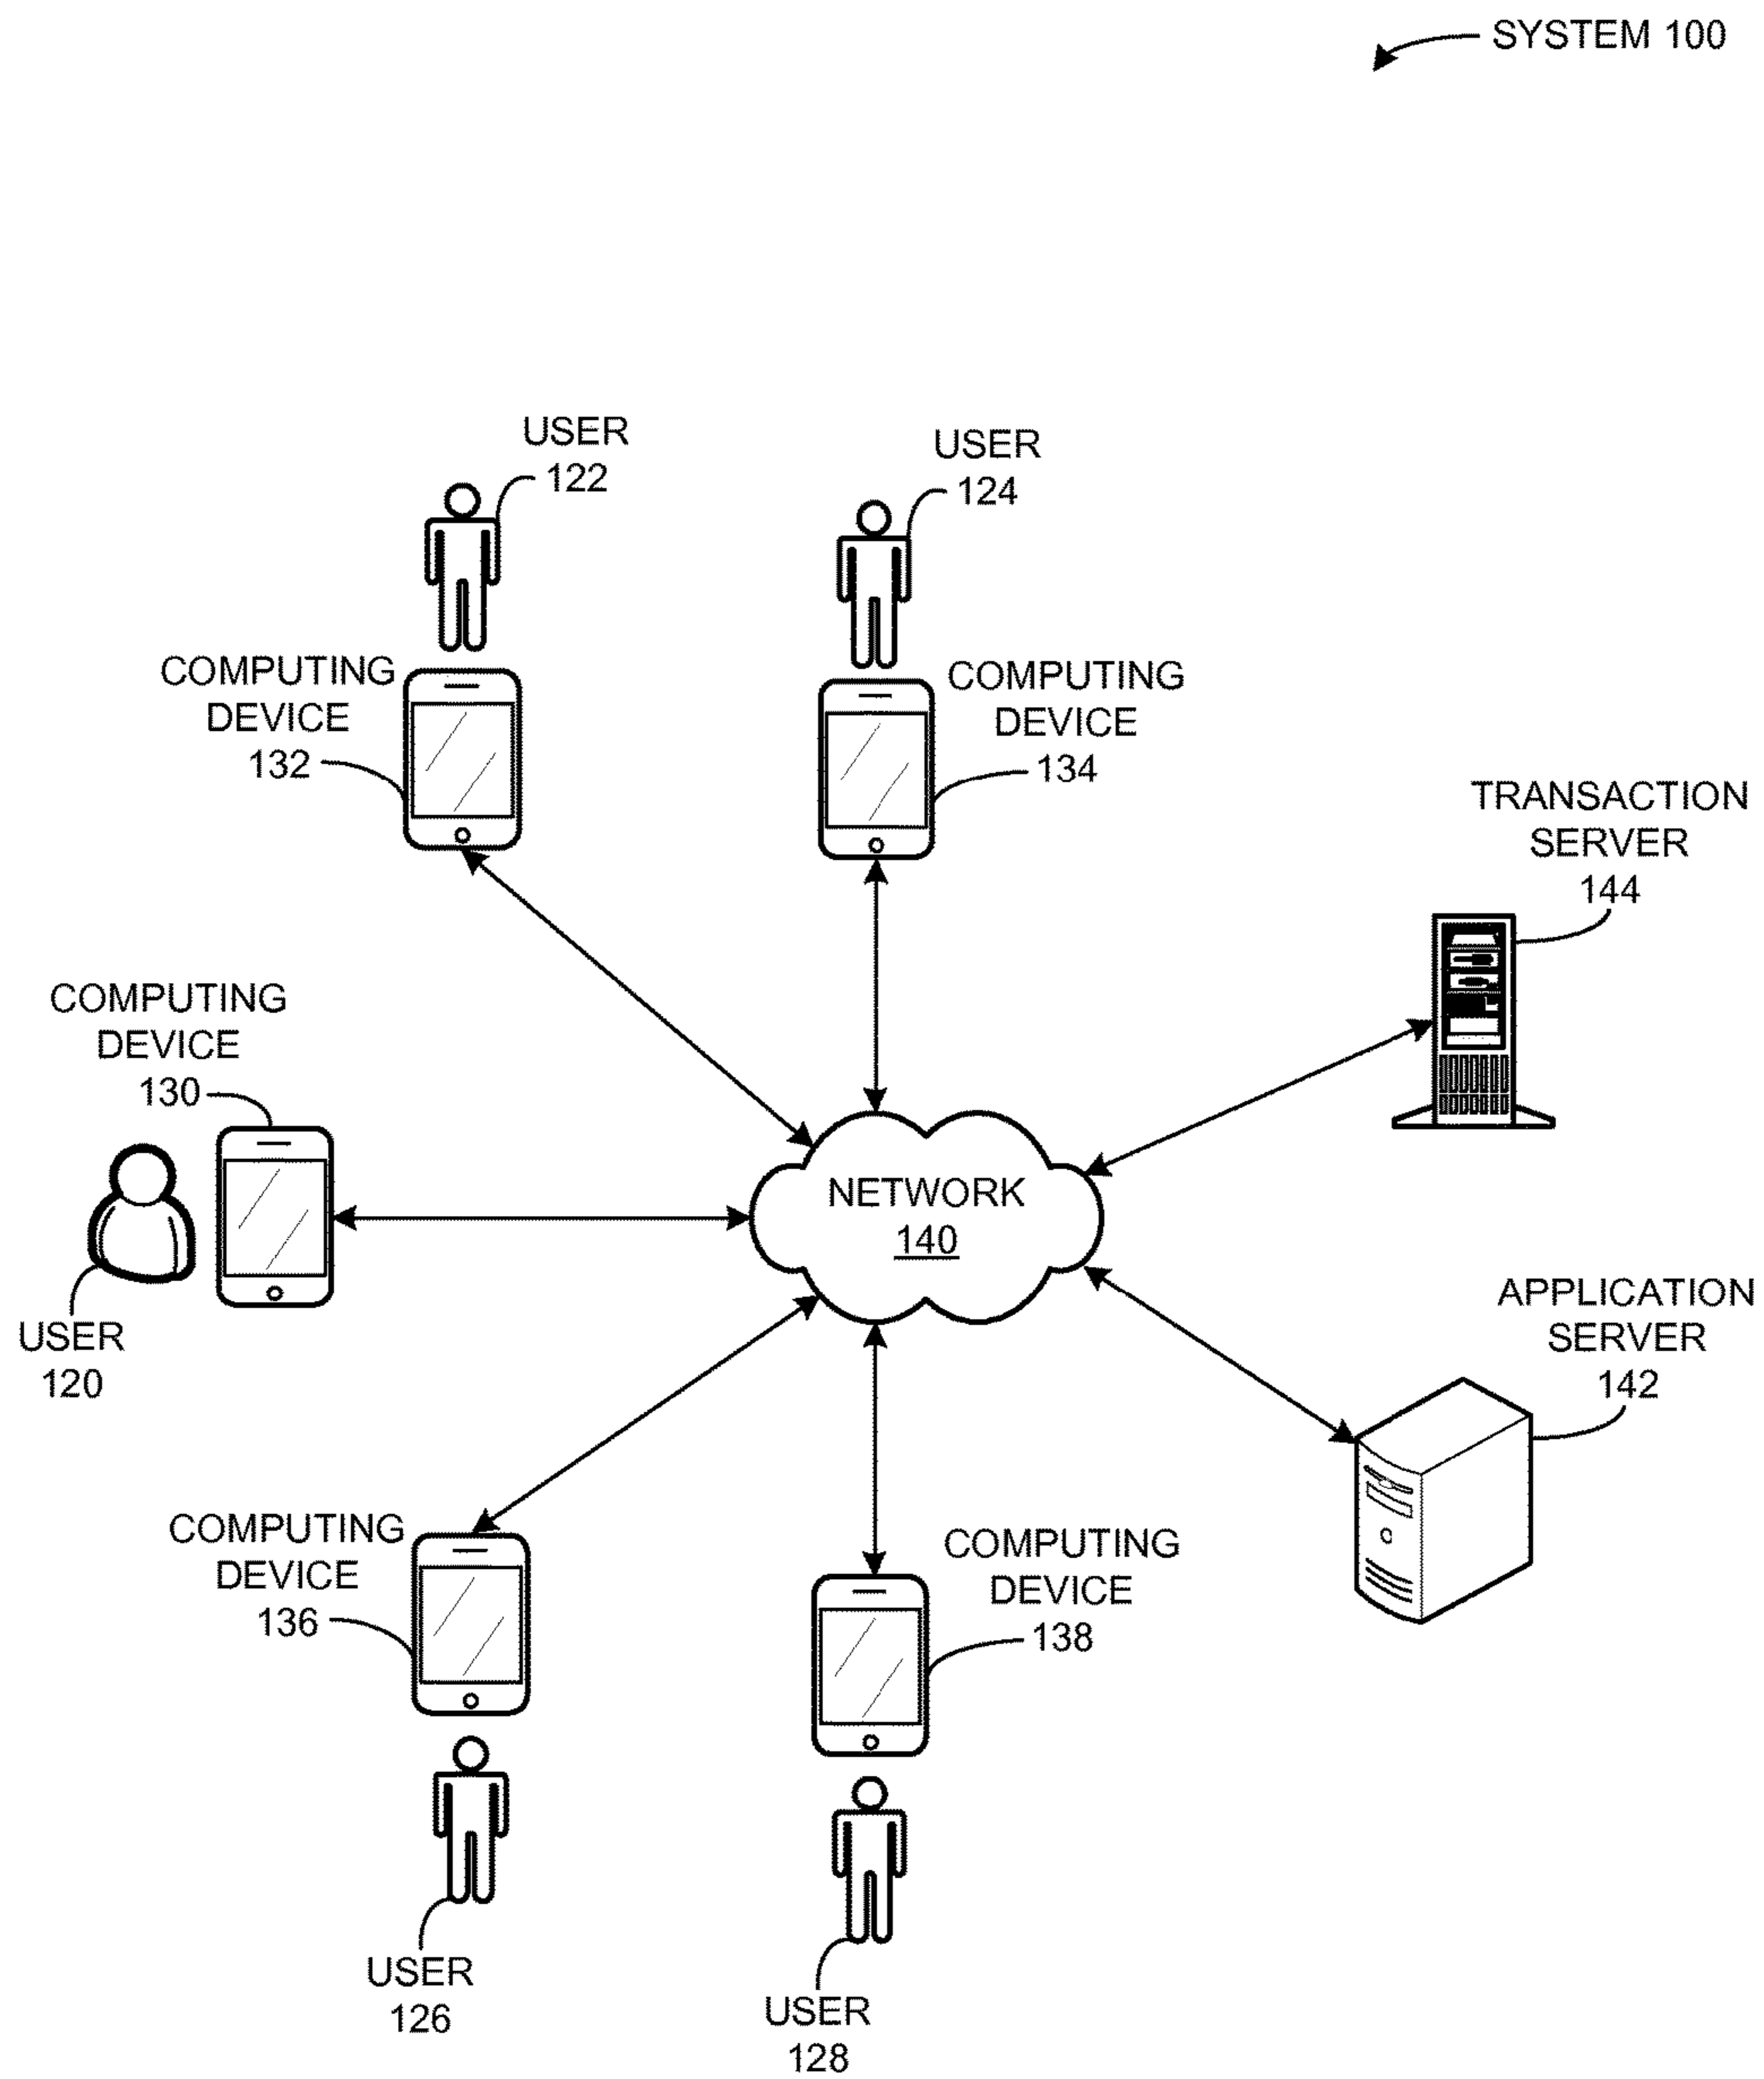 SYSTEM 100
USER
122
USER
124
COMPUTING
DEVICE
132
COMPUTING
DEVICE
134
TRANSACTION
SERVER
144
COMPUTING
DEVICE
130
NETWORK
140
USER
120
APPLICATION
SERVER
142
COMPUTING
DEVICE
136
COMPUTING
DEVICE
138
USER
126
USER
128